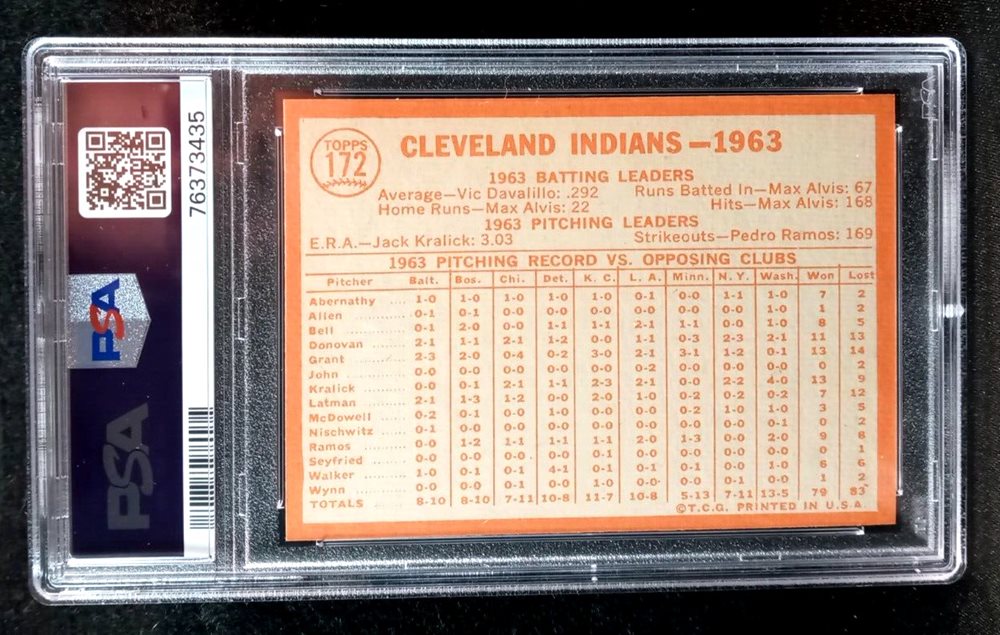 76373435
PSA
PSA
TOPPS
172
CLEVELAND INDIANS—1963
1963 BATTING LEADERS
Average—Vic Davalillo: .292 Runs Batted In—Max Alvis: 67
Home Runs—Max Alvis: 22 Hits—Max Alvis: 168
1963 PITCHING LEADERS
E.R.A.—Jack Kralick: 3.03 Strikeouts—Pedro Ramos: 169
1963 PITCHING RECORD VS. OPPOSING CLUBS
Pitcher Balt. Bos. Chi. Det. K. C. L. A. Minn. N. Y. Wash. Won Lost
Abernathy .... 1-0 1-0 1-0 1-0 1-0 0-1 0-0 1-1 1-0 7 2
Allen ........ 0-1 0-1 0-0 0-0 0-0 0-0 0-0 0-0 1-0 1 2
Bell ......... 0-1 2-0 0-0 1-1 1-1 2-1 1-1 0-0 1-0 8 5
Donovan ...... 2-1 1-1 2-1 1-2 1-1 1-0 0-3 2-3 2-1 11 13
Grant ........ 2-3 2-0 0-4 0-2 3-0 2-1 3-1 1-2 0-1 13 14
John ......... 0-0 0-0 0-0 0-0 0-0 0-2 0-0 0-0 0-0 0 2
Kralick ...... 0-0 0-1 2-1 1-1 2-3 2-1 0-0 2-2 4-0 13 9
Latman ....... 2-1 1-3 1-2 0-0 2-0 1-0 0-2 0-2 0-2 7 12
McDowell ..... 0-2 0-1 0-0 1-0 0-0 0-0 0-2 1-0 1-0 3 5
Nischwitz .... 0-1 0-0 0-0 0-0 0-0 0-0 0-0 0-0 0-1 0 2
Ramos ........ 0-0 1-2 1-1 1-1 1-1 2-0 1-3 0-0 2-0 9 8
Seyfried ..... 0-0 0-0 0-0 0-0 0-1 0-0 0-0 0-0 0-0 0 1
Walker ....... 1-0 0-1 0-1 4-1 0-1 0-1 0-1 0-0 1-0 6 6
Wynn ......... 0-0 0-0 0-1 1-0 0-0 0-1 0-0 0-1 0-0 1 2
TOTALS 8-10 8-10 7-11 10-8 11-7 10-8 5-13 7-11 13-5 79 83
©T.C.G. PRINTED IN U.S.A.